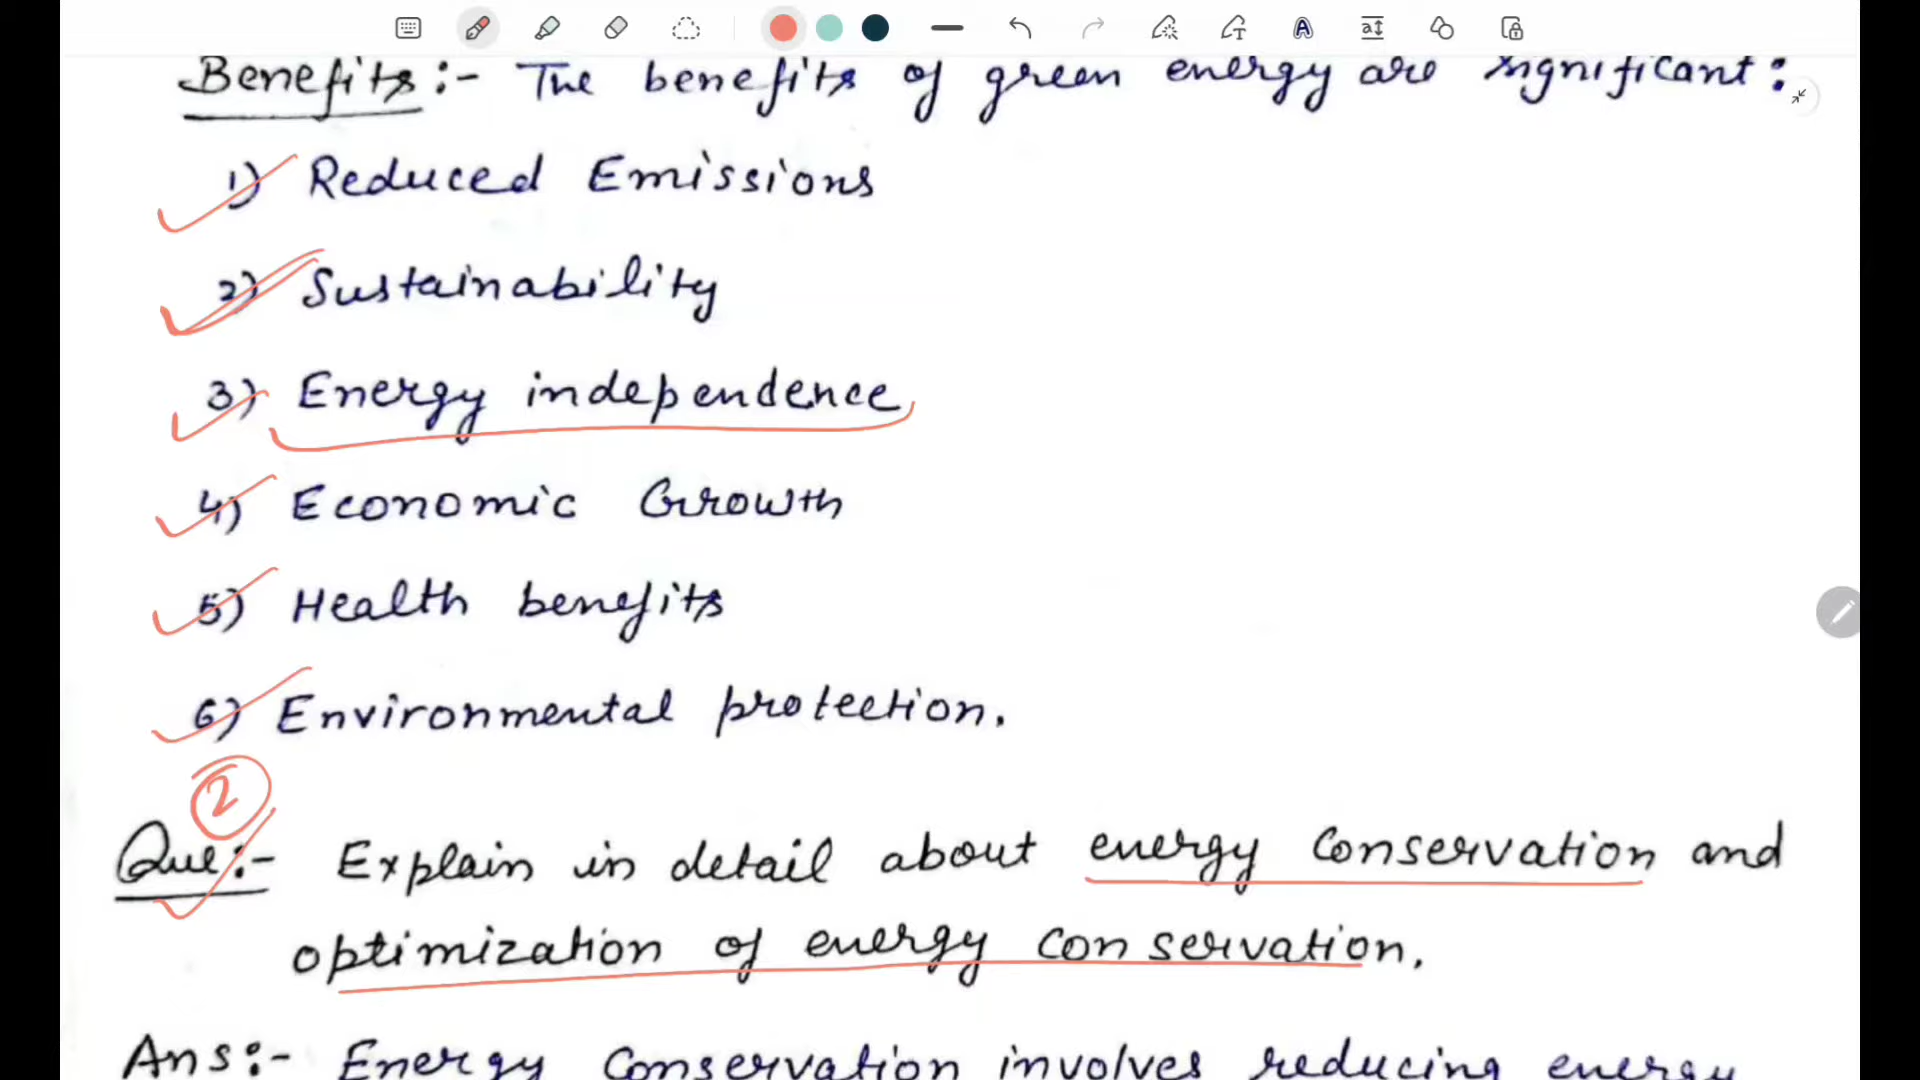 Benefits:- The benefits of green energy are significant:
1) Reduced Emissions
2) Sustainability
3) Energy independence
4) Economic Growth
5) Health benefits
6) Environmental protection.
2
Que:- Explain in detail about energy conservation and
optimization of energy conservation.
Ans:- Energy Conservation involves reducing energy